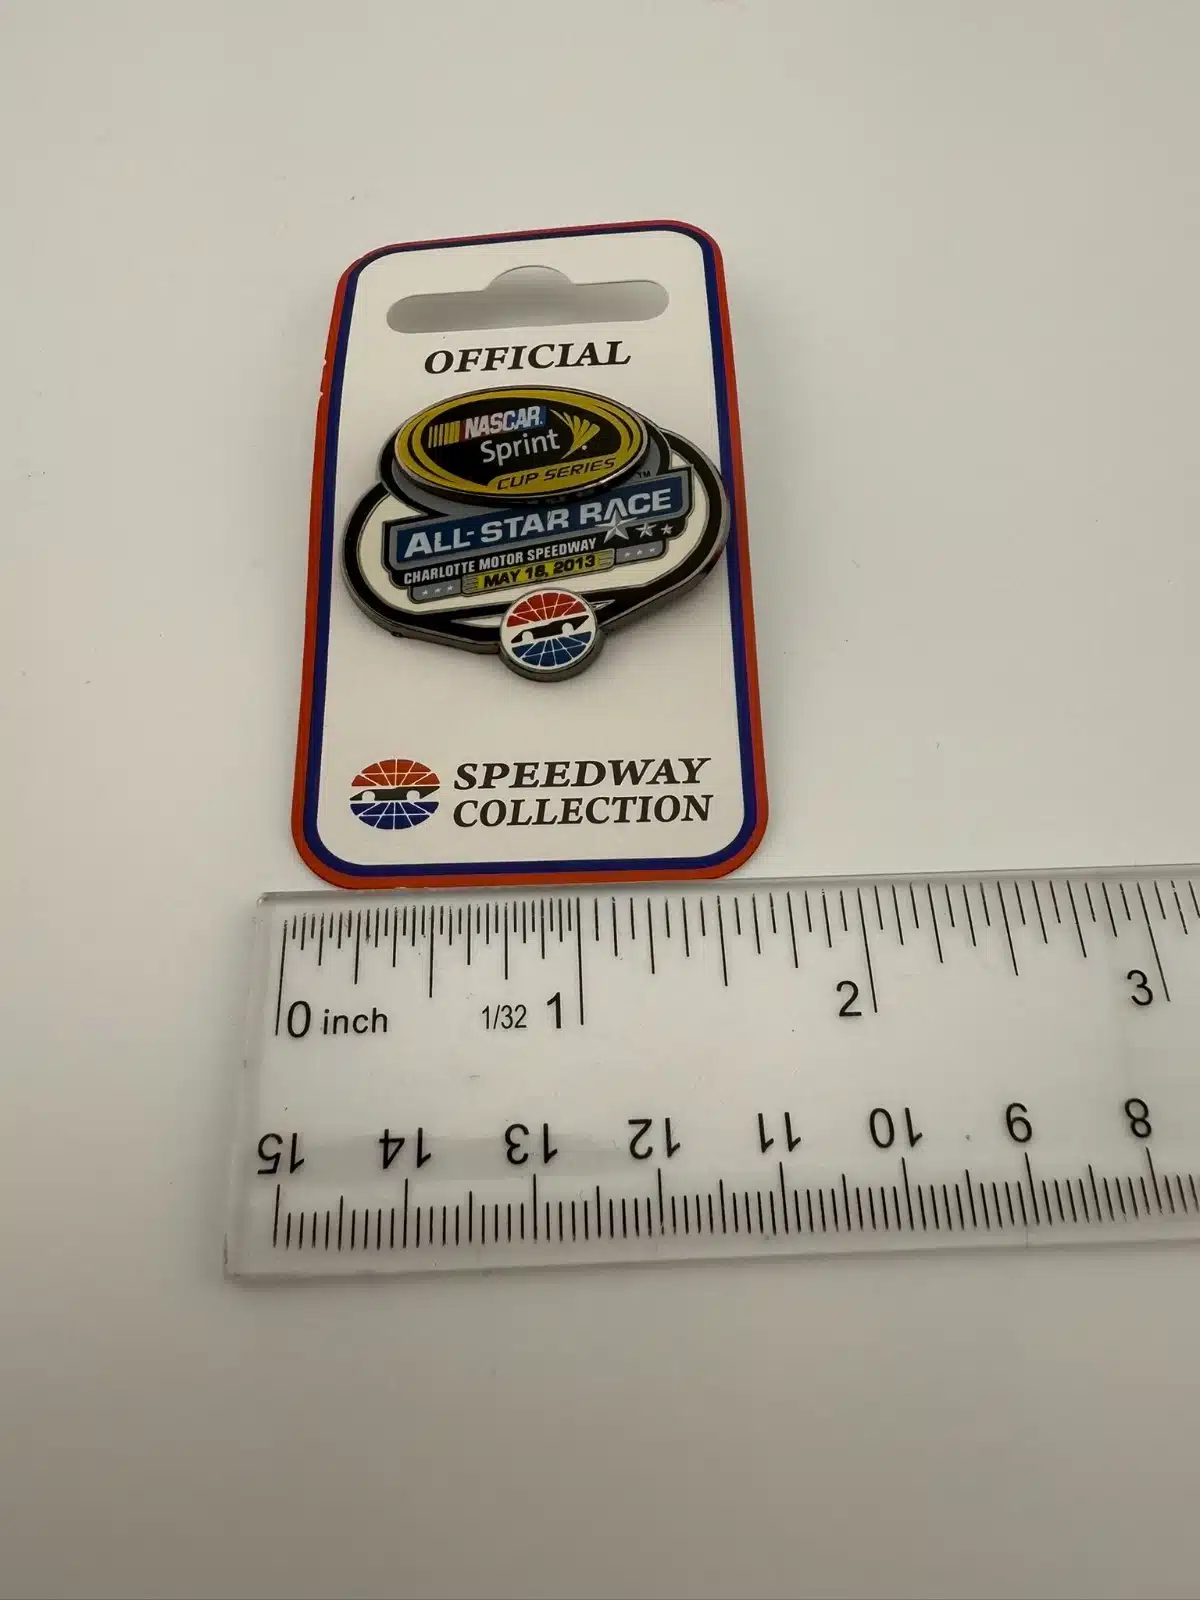 OFFICIAL
NASCAR
Sprint
CUP SERIES
TM
ALL-STAR RACE
CHARLOTTE MOTOR SPEEDWAY
MAY 18, 2013
SPEEDWAY
COLLECTION
0 inch 1/32 1 2 3
15 14 13 12 11 10 9 8